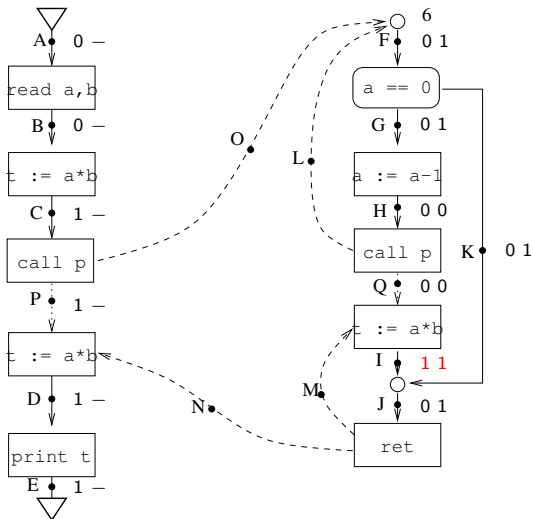 6
A 0 –
F 0 1
read a,b
a == 0
B 0 –
G 0 1
O
L
t := a*b
a := a-1
C 1 –
H 0 0
call p
call p
K 0 1
P 1 –
Q 0 0
t := a*b
t := a*b
I 1 1
D 1 –
N
M
J 0 1
print t
ret
E 1 –